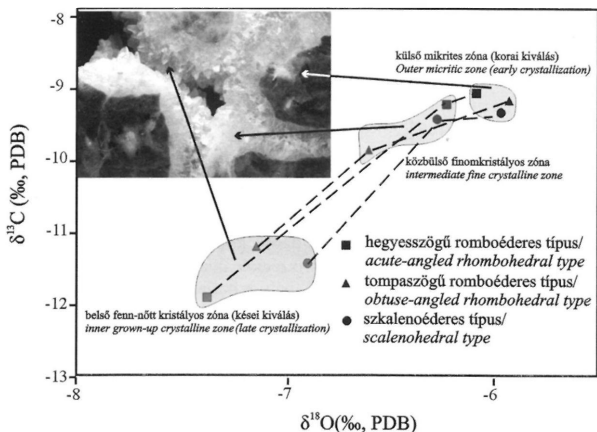 -8
-9
-10
-11
-12
-13
δ¹³C (‰, PDB)
külső mikrites zóna (korai kiválás)
Outer micritic zone (early crystallization)
közbülső finomkristályos zóna
intermediate fine crystalline zone
hegyesszögű romboéderes típus/
acute-angled rhombohedral type
tompaszögű romboéderes típus/
obtuse-angled rhombohedral type
szkalenoéderes típus/
scalenohedral type
belső fenn-nőtt kristályos zóna (kései kiválás)
inner grown-up crystalline zone (late crystallization)
-8
-7
-6
δ¹⁸O(‰, PDB)